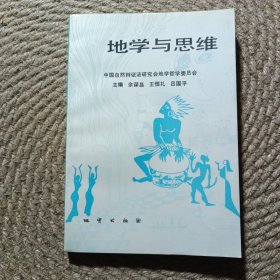 地学与思维
中国自然辩证法研究会地学哲学委员会
主编 余谋昌 王恒礼 吕国平
地质出版社